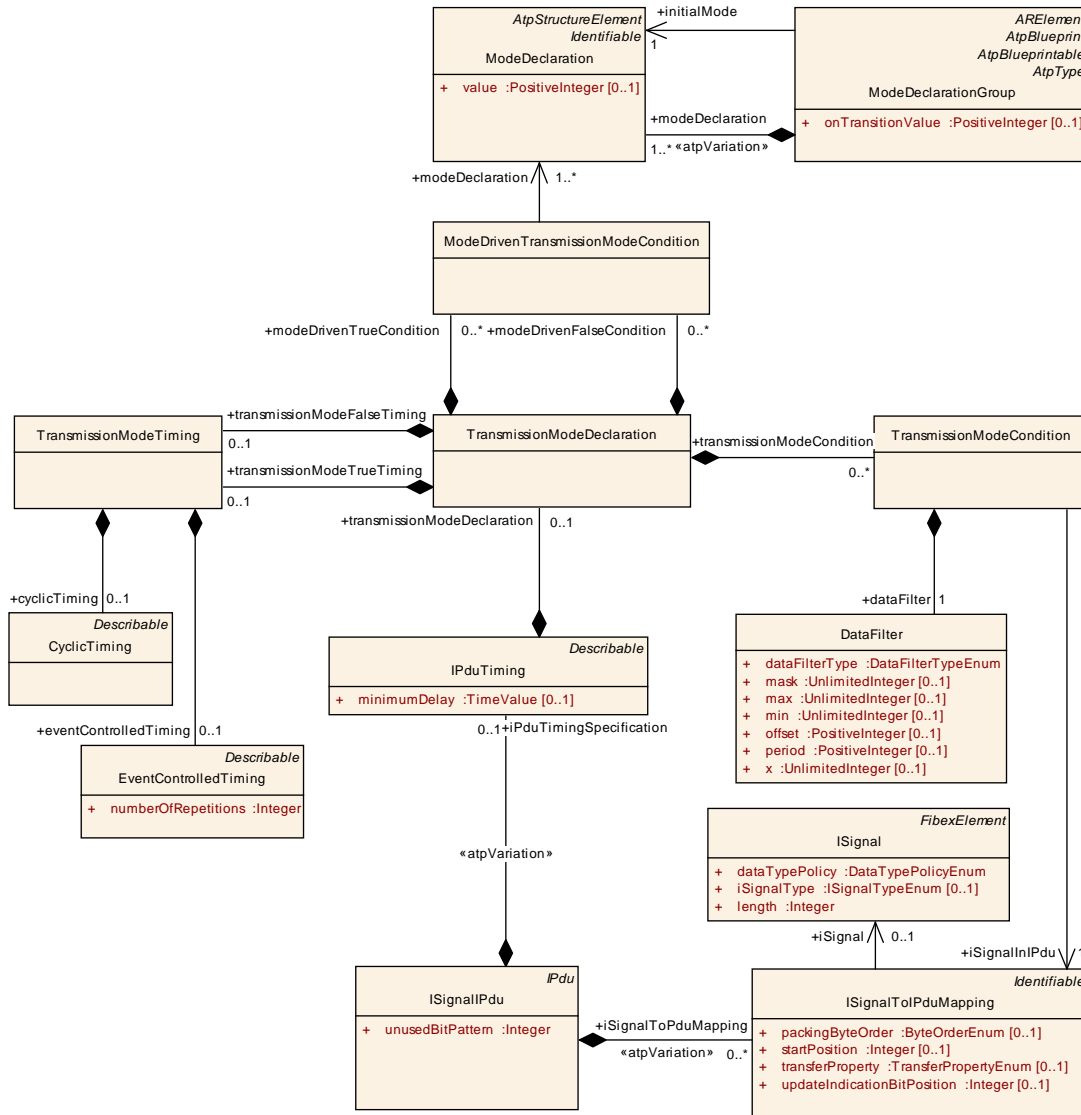 AtpStructureElement
Identifiable
ModeDeclaration
+ value :PositiveInteger [0..1]
+initialMode
1
ARElement
AtpBlueprint
AtpBlueprintable
AtpType
ModeDeclarationGroup
+ onTransitionValue :PositiveInteger [0..1]
+modeDeclaration
1..* «atpVariation»
+modeDeclaration 1..*
ModeDrivenTransmissionModeCondition
+modeDrivenTrueCondition 0..*
+modeDrivenFalseCondition 0..*
TransmissionModeTiming
+transmissionModeFalseTiming
0..1
+transmissionModeTrueTiming
0..1
TransmissionModeDeclaration
+transmissionModeCondition
0..*
TransmissionModeCondition
+transmissionModeDeclaration 0..1
+cyclicTiming 0..1
Describable
CyclicTiming
+dataFilter 1
DataFilter
+ dataFilterType :DataFilterTypeEnum
+ mask :UnlimitedInteger [0..1]
+ max :UnlimitedInteger [0..1]
+ min :UnlimitedInteger [0..1]
+ offset :PositiveInteger [0..1]
+ period :PositiveInteger [0..1]
+ x :UnlimitedInteger [0..1]
Describable
IPduTiming
+ minimumDelay :TimeValue [0..1]
0..1 +iPduTimingSpecification
+eventControlledTiming 0..1
Describable
EventControlledTiming
+ numberOfRepetitions :Integer
«atpVariation»
FibexElement
ISignal
+ dataTypePolicy :DataTypePolicyEnum
+ iSignalType :ISignalTypeEnum [0..1]
+ length :Integer
+iSignal 0..1
+iSignalInIPdu 1
IPdu
ISignalIPdu
+ unusedBitPattern :Integer
+iSignalToPduMapping
«atpVariation» 0..*
Identifiable
ISignalToIPduMapping
+ packingByteOrder :ByteOrderEnum [0..1]
+ startPosition :Integer [0..1]
+ transferProperty :TransferPropertyEnum [0..1]
+ updateIndicationBitPosition :Integer [0..1]